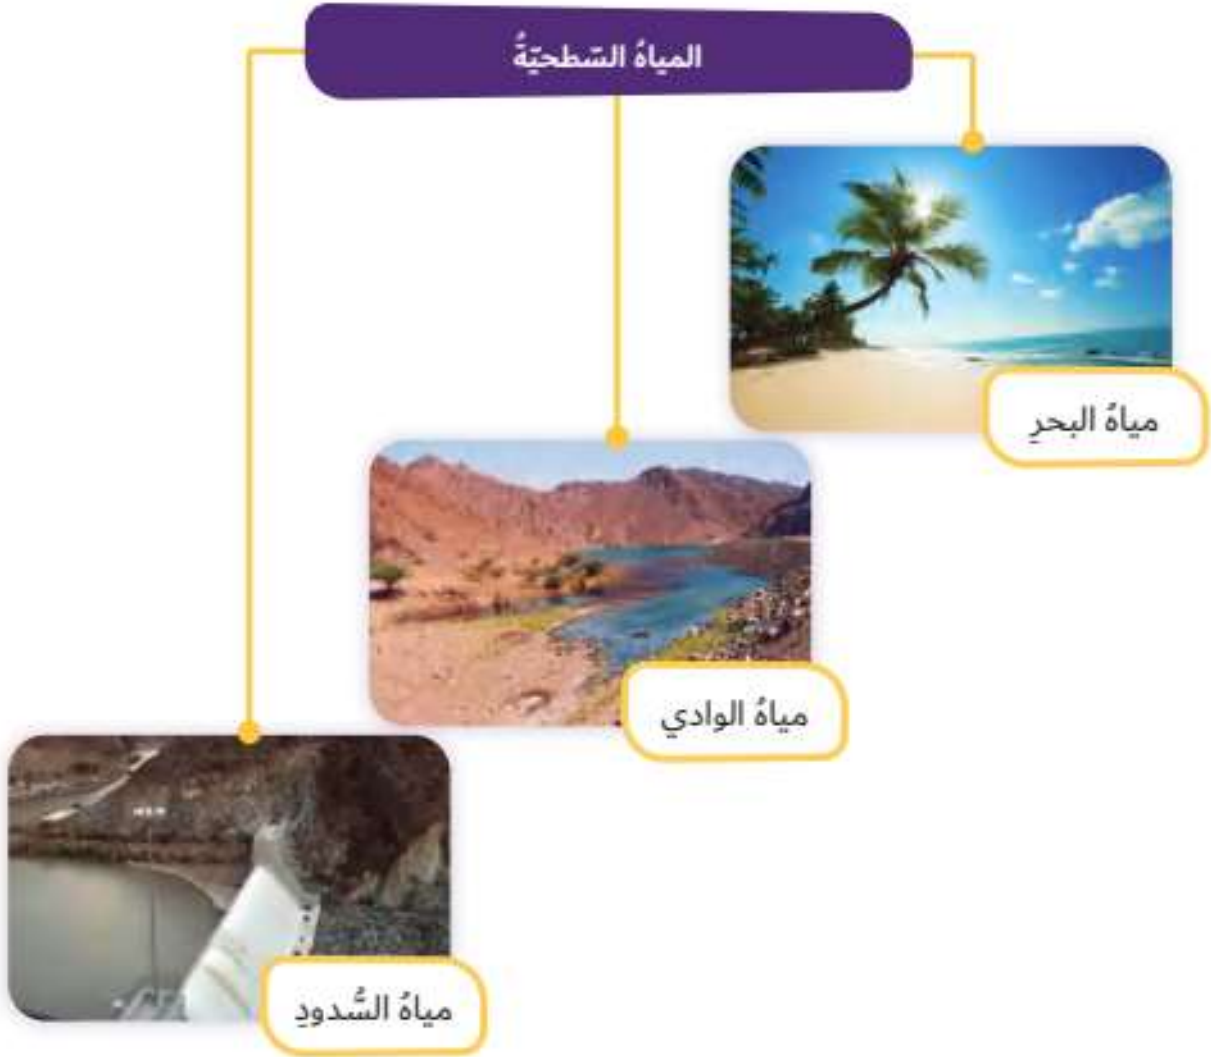 المياهُ السّطحيّةُ
مياهُ البحرِ
مياهُ الوادي
مياهُ السُّدودِ